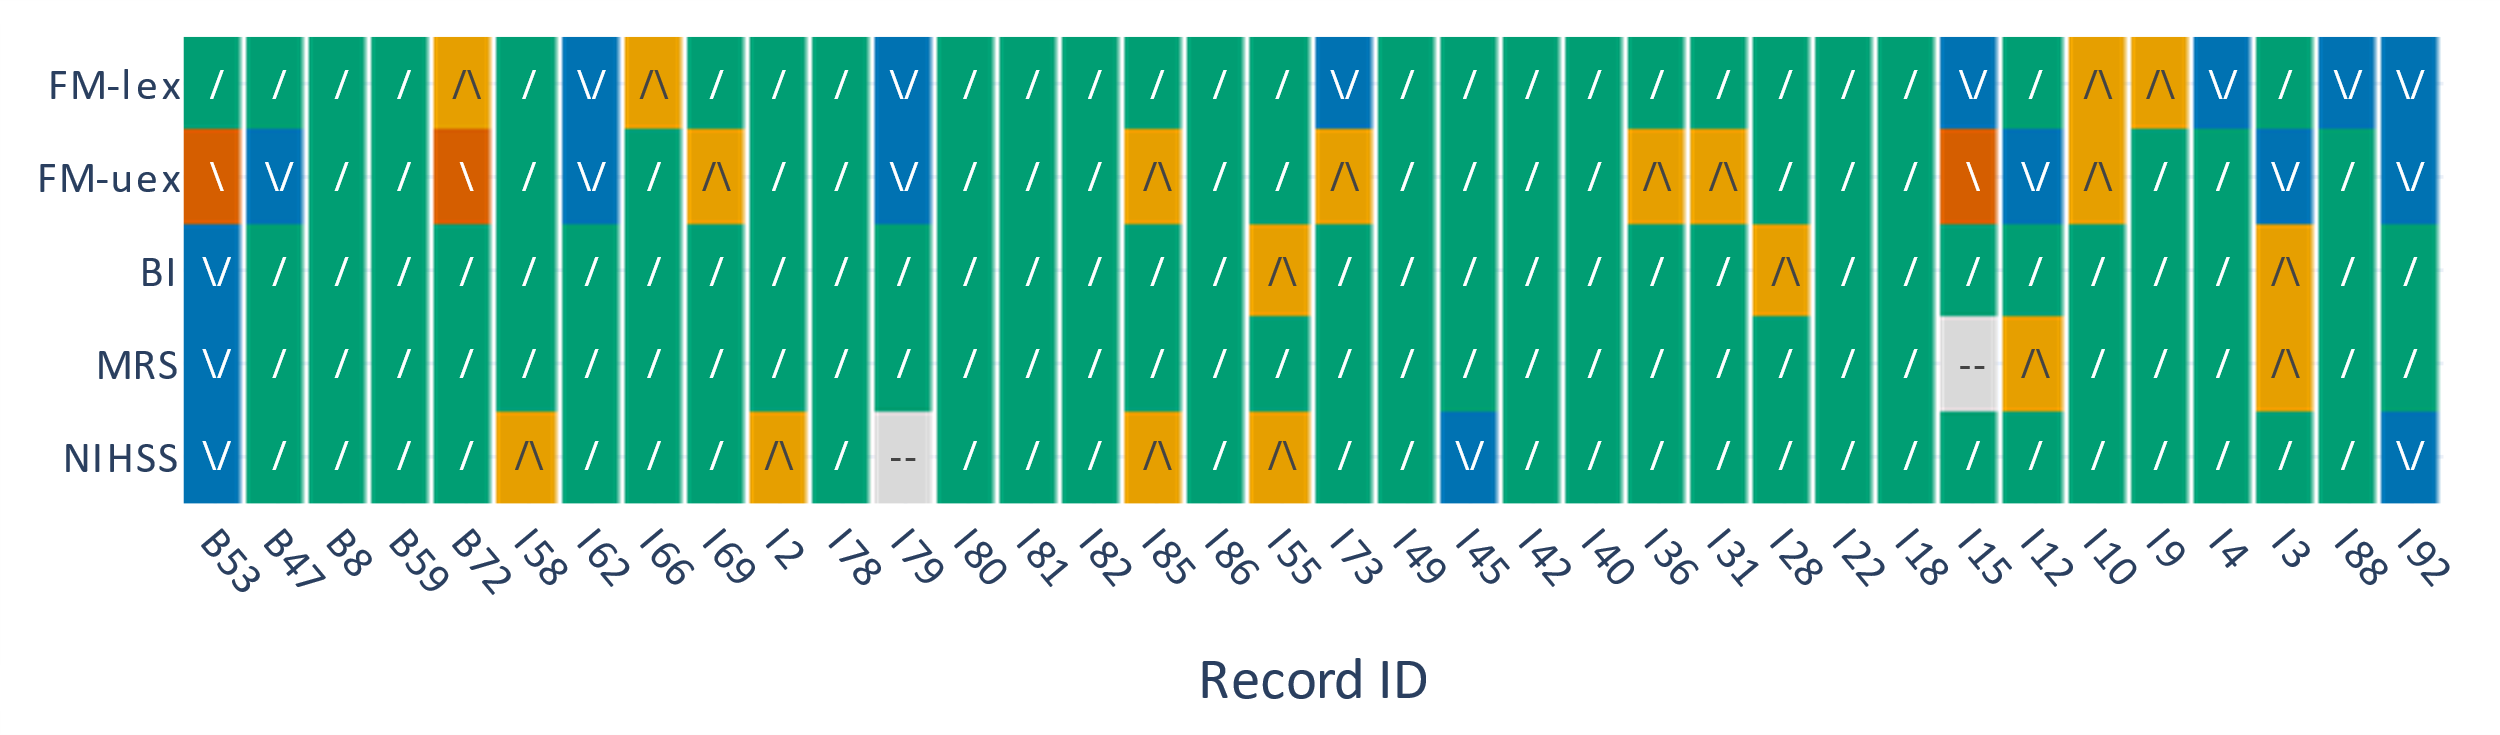 FM-lex / / / / /\ / \/ /\ / / / \/ / / / / / / \/ / / / / / / / / / \/ / /\ /\ \/ / \/ \/
FM-uex \ \/ / / \ / \/ / /\ / / \/ / / / /\ / / /\ / / / / /\ /\ / / / \ \/ /\ / / \/ / \/
BI \/ / / / / / / / / / / / / / / / / /\ / / / / / / / /\ / / / / / / / /\ / /
MRS \/ / / / / / / / / / / / / / / / / / / / / / / / / / / / -- /\ / / / /\ / /
NIHSS \/ / / / / /\ / / / /\ / -- / / / /\ / /\ / / \/ / / / / / / / / / / / / / / \/
B53 B47 B8 B59 B72 I58 I62 I66 I69 I2 I78 I79 I80 I81 I82 I85 I86 I55 I73 I49 I45 I42 I40 I36 I31 I28 I22 I18 I15 I12 I10 I9 I4 I3 I88 I92
Record ID